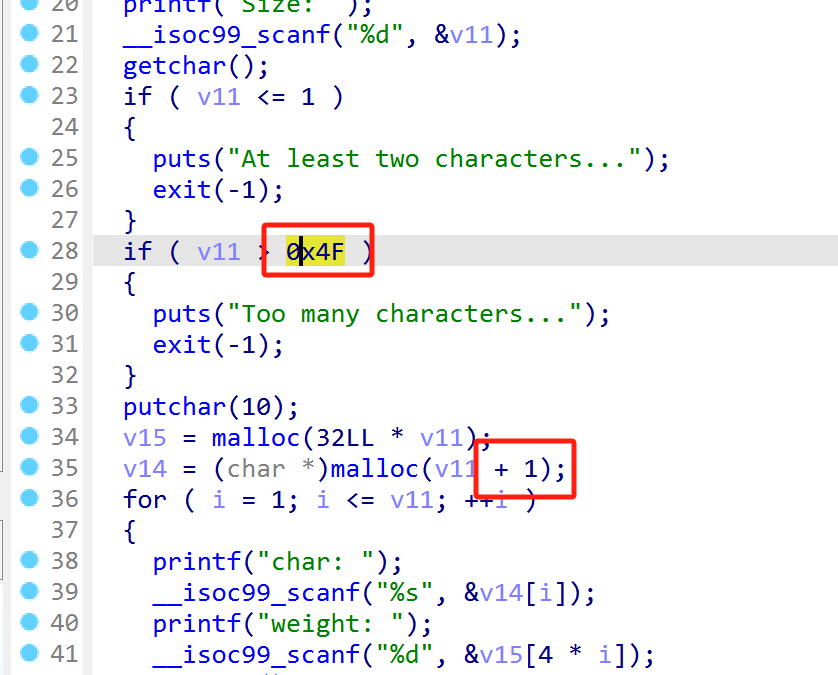 20 printf("Size: ");
21 __isoc99_scanf("%d", &v11);
22 getchar();
23 if ( v11 <= 1 )
24 {
25 puts("At least two characters...");
26 exit(-1);
27 }
28 if ( v11 > 0x4F )
29 {
30 puts("Too many characters...");
31 exit(-1);
32 }
33 putchar(10);
34 v15 = malloc(32LL * v11);
35 v14 = (char *)malloc(v11 + 1);
36 for ( i = 1; i <= v11; ++i )
37 {
38 printf("char: ");
39 __isoc99_scanf("%s", &v14[i]);
40 printf("weight: ");
41 __isoc99_scanf("%d", &v15[4 * i]);